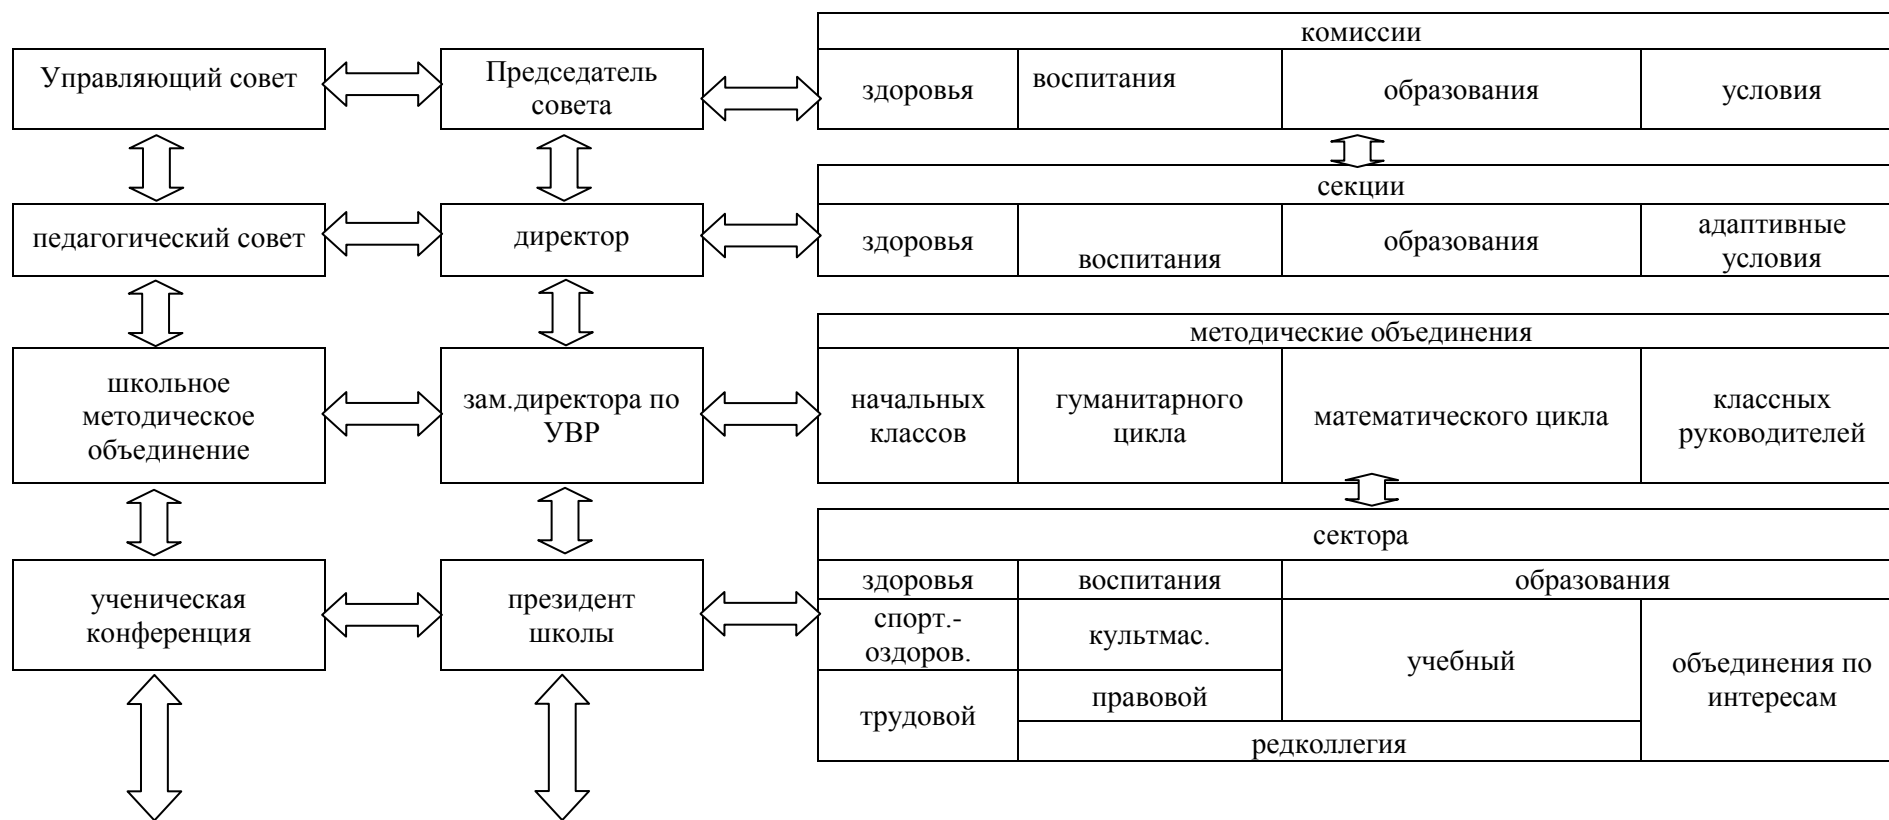 комиссии
Управляющий совет
Председатель
совета
здоровья
воспитания
образования
условия
секции
педагогический совет
директор
здоровья
воспитания
образования
адаптивные
условия
методические объединения
школьное
методическое
объединение
зам.директора по
УВР
начальных
классов
гуманитарного
цикла
математического цикла
классных
руководителей
сектора
ученическая
конференция
президент
школы
здоровья
воспитания
образования
спорт.-
оздоров.
культмас.
учебный
объединения по
интересам
трудовой
правовой
редколлегия